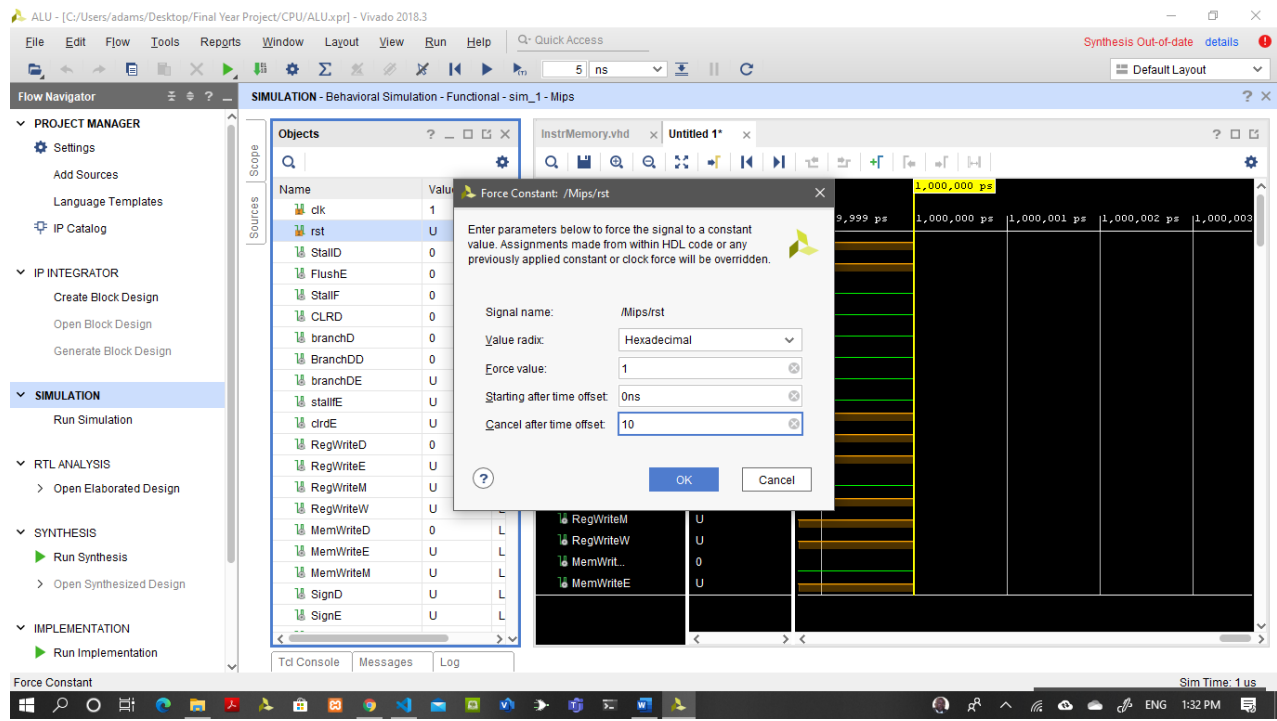 ALU - [C:/Users/adams/Desktop/Final Year Project/CPU/ALU.xpr] - Vivado 2018.3
File Edit Flow Tools Reports Window Layout View Run Help Q- Quick Access
Synthesis Out-of-date details
5 ns
Default Layout
Flow Navigator
SIMULATION - Behavioral Simulation - Functional - sim_1 - Mips
PROJECT MANAGER
Settings
Add Sources
Language Templates
IP Catalog
IP INTEGRATOR
Create Block Design
Open Block Design
Generate Block Design
SIMULATION
Run Simulation
RTL ANALYSIS
Open Elaborated Design
SYNTHESIS
Run Synthesis
Open Synthesized Design
IMPLEMENTATION
Run Implementation
Scope
Sources
Objects
Name Valu
clk 1
rst U
StallD 0
FlushE 0
StallF 0
CLRD 0
branchD 0
BranchDD 0
branchDE U
stallfE U
clrdE U
RegWriteD 0
RegWriteE U
RegWriteM U
RegWriteW U
MemWriteD 0 L
MemWriteE U L
MemWriteM U L
SignD U L
SignE U L
Tcl Console Messages Log
InstrMemory.vhd Untitled 1*
1,000,000 ps
9,999 ps 1,000,000 ps 1,000,001 ps 1,000,002 ps 1,000,003
RegWriteM U
RegWriteW U
MemWrit... 0
MemWriteE U
Force Constant: /Mips/rst
Enter parameters below to force the signal to a constant
value. Assignments made from within HDL code or any
previously applied constant or clock force will be overridden.
Signal name: /Mips/rst
Value radix: Hexadecimal
Force value: 1
Starting after time offset: 0ns
Cancel after time offset: 10
OK Cancel
Force Constant
Sim Time: 1 us
ENG 1:32 PM